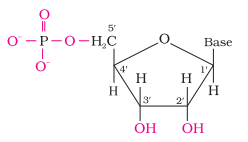 O 5′
O⁻ P O H₂C O Base
O⁻ 4′ 1′
H H H H
3′ 2′
OH OH